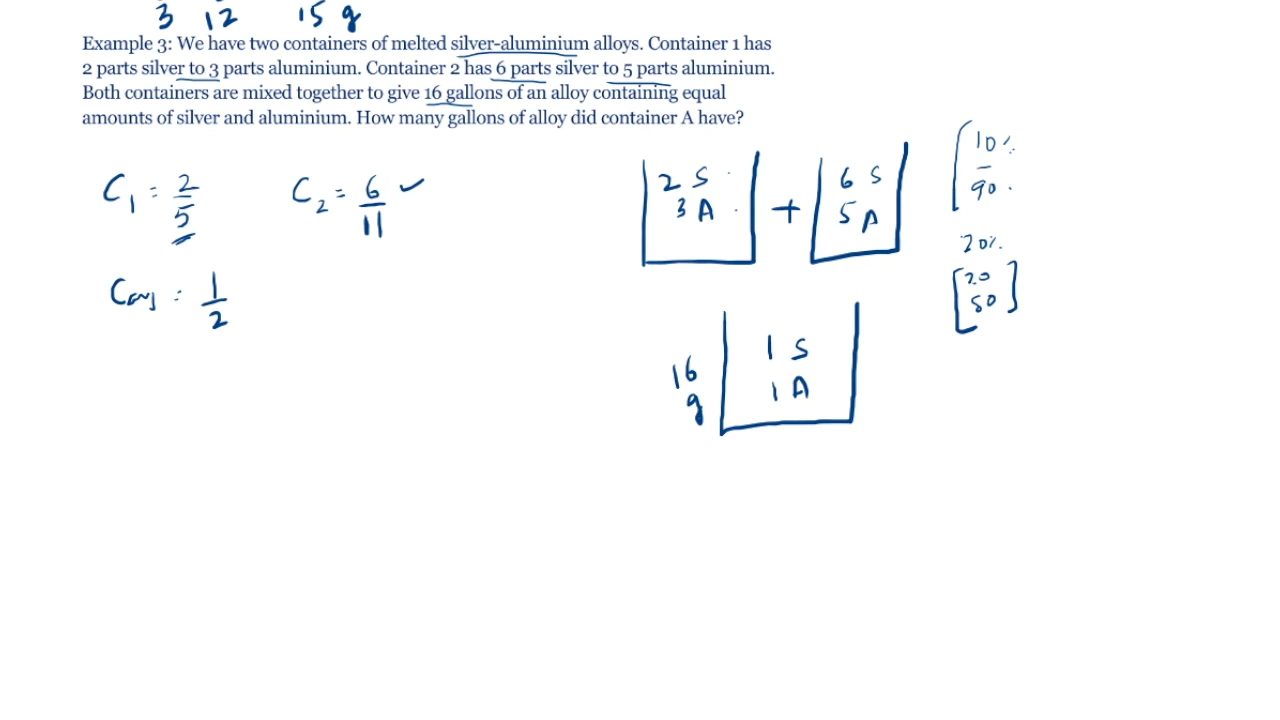 3 12 15 g
Example 3: We have two containers of melted silver-aluminium alloys. Container 1 has
2 parts silver to 3 parts aluminium. Container 2 has 6 parts silver to 5 parts aluminium.
Both containers are mixed together to give 16 gallons of an alloy containing equal
amounts of silver and aluminium. How many gallons of alloy did container A have?
C₁ = 2/5
C₂ = 6/11
Cavg = 1/2
2 S
3 A
+
6 S
5 A
16 g
1 S
1 A
10%
90
20%
20
80